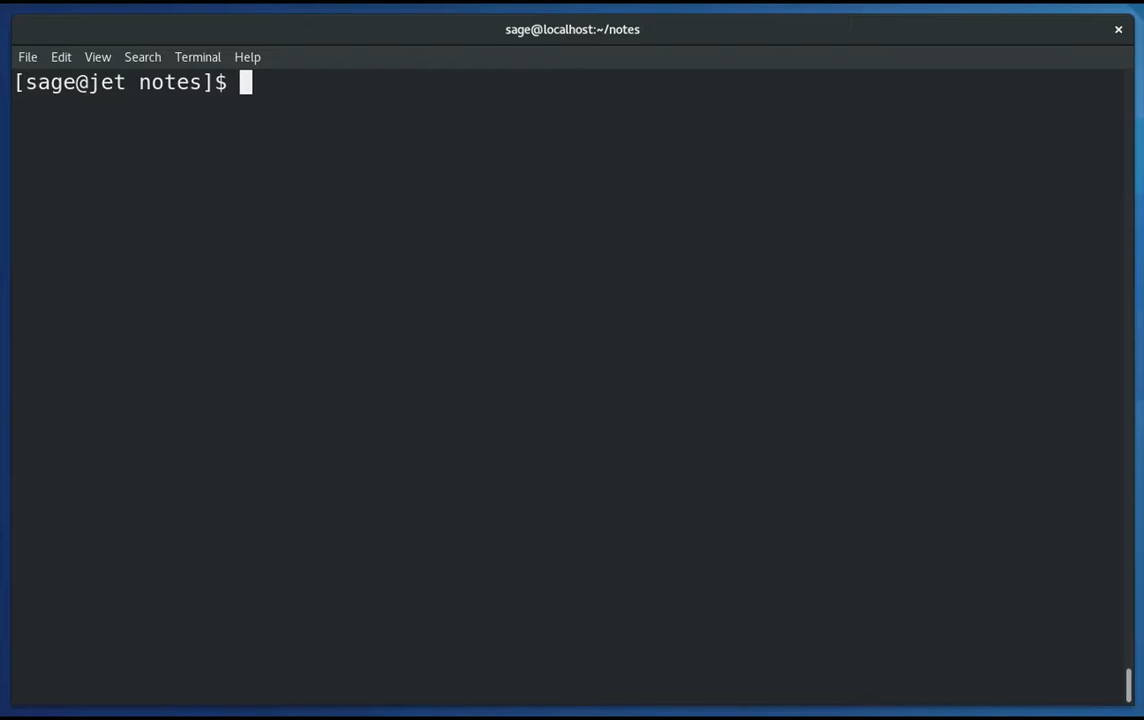 sage@localhost:~/notes ×
File Edit View Search Terminal Help
[sage@jet notes]$